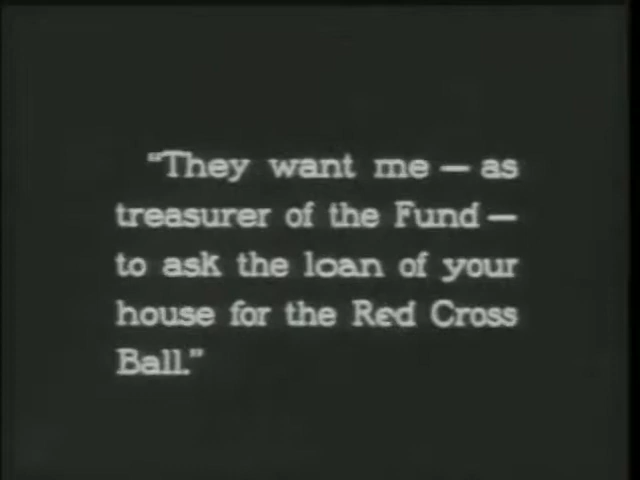 "They want me — as
treasurer of the Fund —
to ask the loan of your
house for the Red Cross
Ball."